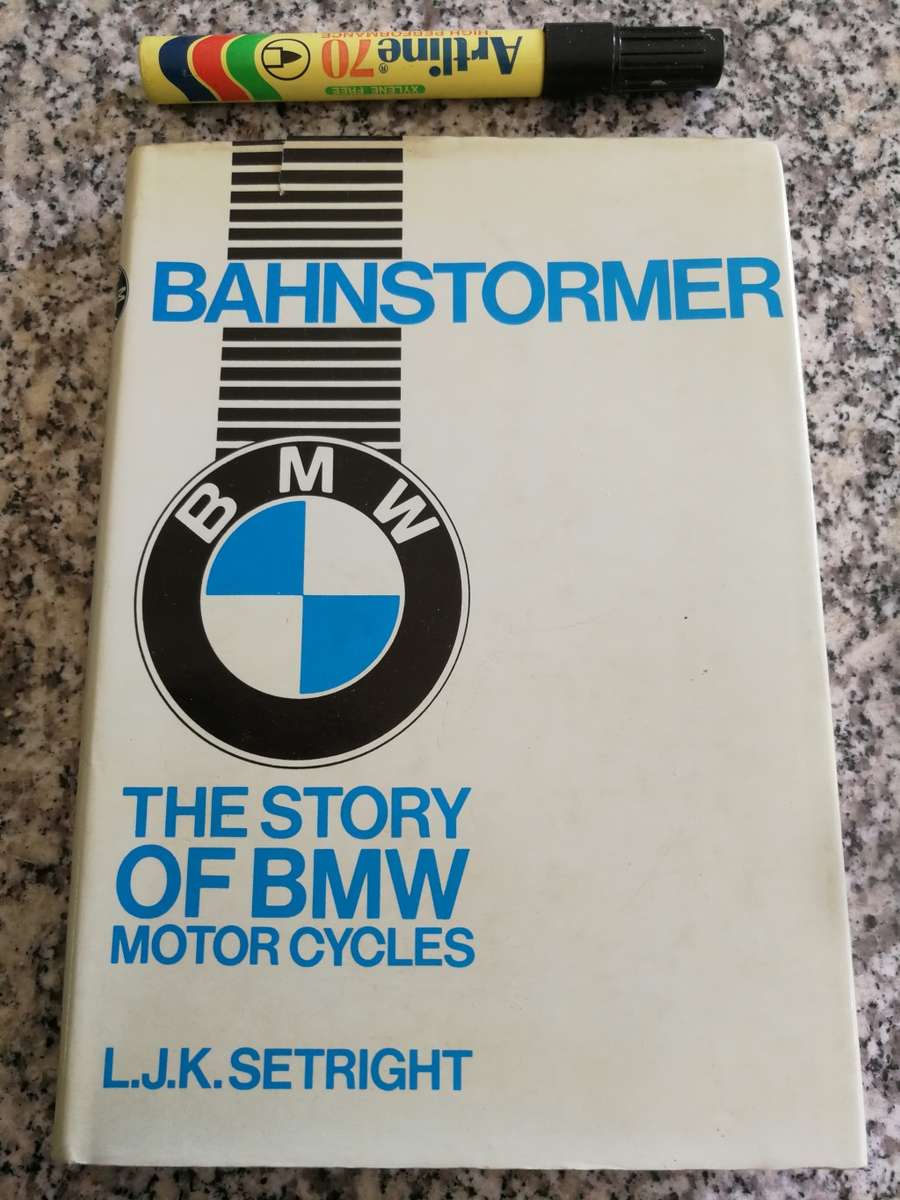 Artline® 70
HIGH PERFORMANCE
XYLENE FREE
BAHNSTORMER
BMW
THE STORY
OF BMW
MOTOR CYCLES
L.J.K. SETRIGHT